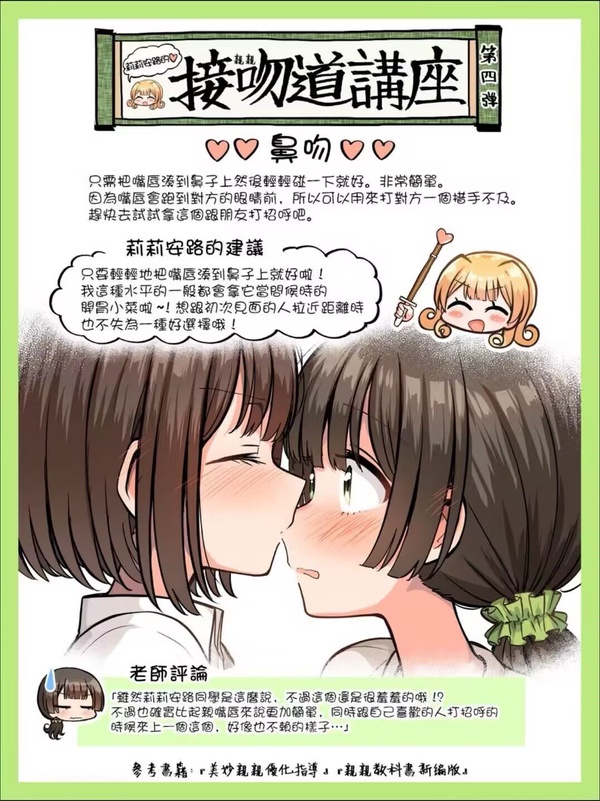 莉莉安路的♥
接吻道講座
親親
第四彈
♥♥ 鼻吻 ♥♥
只需把嘴唇湊到鼻子上然後輕輕碰一下就好。非常簡單。
因為嘴唇會跑到對方的眼睛前，所以可以用來打對方一個措手不及。
趕快去試試拿這個跟朋友打招呼吧。
莉莉安路的建議
只要輕輕地把嘴唇湊到鼻子上就好啦！
我這種水平的一般都會拿它當問候時的
開胃小菜啦~！想跟初次見面的人拉近距離時
也不失為一種好選擇哦！
老師評論
「雖然莉莉安路同學是這麼說，不過這個還是很羞羞的哦!?
不過也確實比起親嘴唇來說更加簡單，同時跟自己喜歡的人打招呼的
時候來上一個這個，好像也不賴的樣子⋯」
參考書籍：『美妙親親優化指導』『親親教科書新編版』